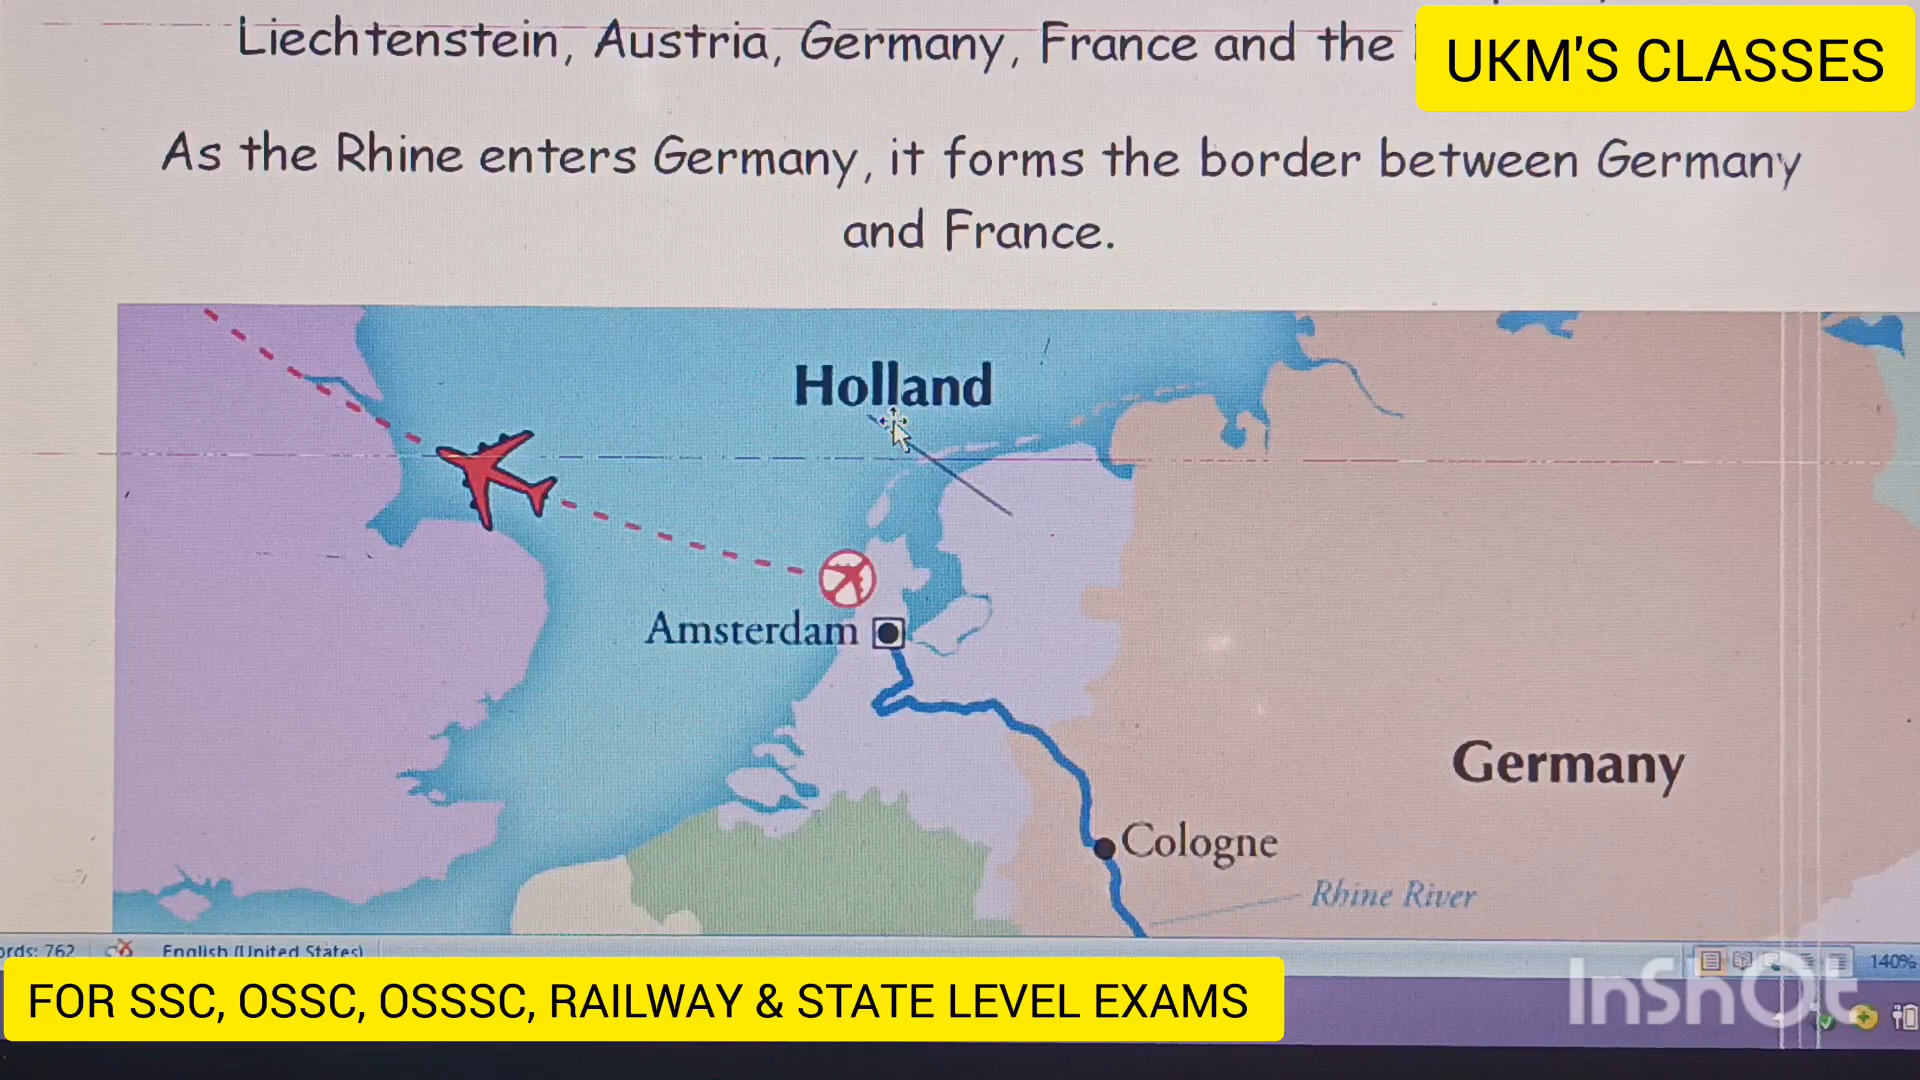 Liechtenstein, Austria, Germany, France and the
UKM'S CLASSES
As the Rhine enters Germany, it forms the border between Germany
and France.
Holland
Amsterdam
Germany
Cologne
Rhine River
762
English (United States)
140%
FOR SSC, OSSC, OSSSC, RAILWAY & STATE LEVEL EXAMS
InShOt